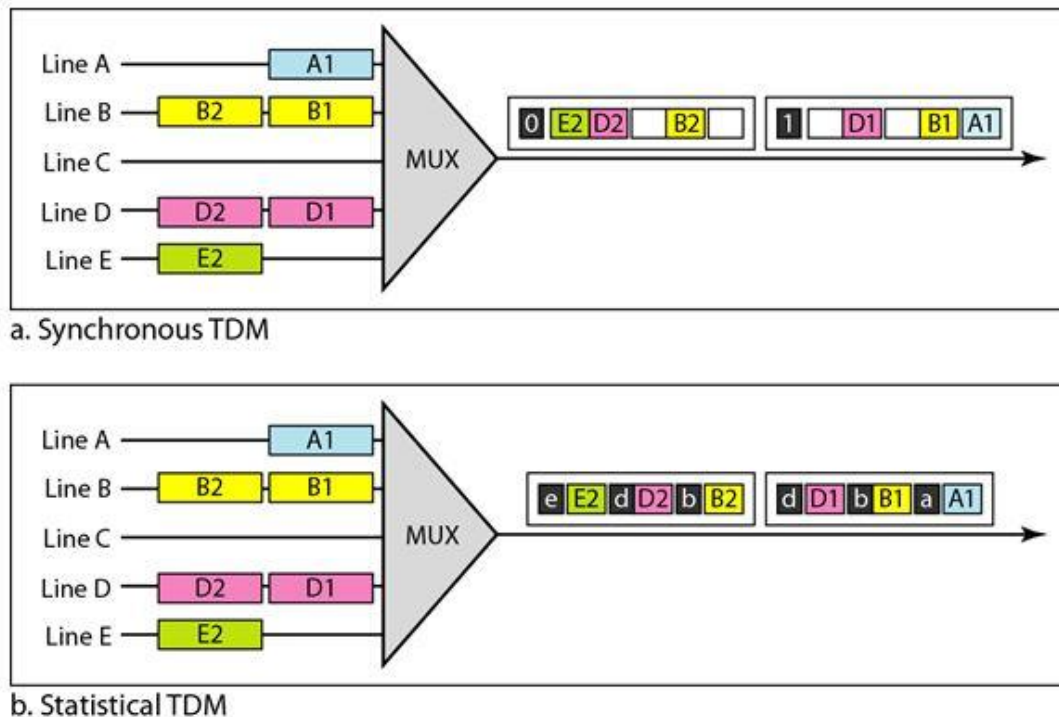 Line A A1
Line B B2 B1
Line C
Line D D2 D1
Line E E2
MUX
0 E2 D2 B2
1 D1 B1 A1
a. Synchronous TDM
Line A A1
Line B B2 B1
Line C
Line D D2 D1
Line E E2
MUX
e E2 d D2 b B2
d D1 b B1 a A1
b. Statistical TDM